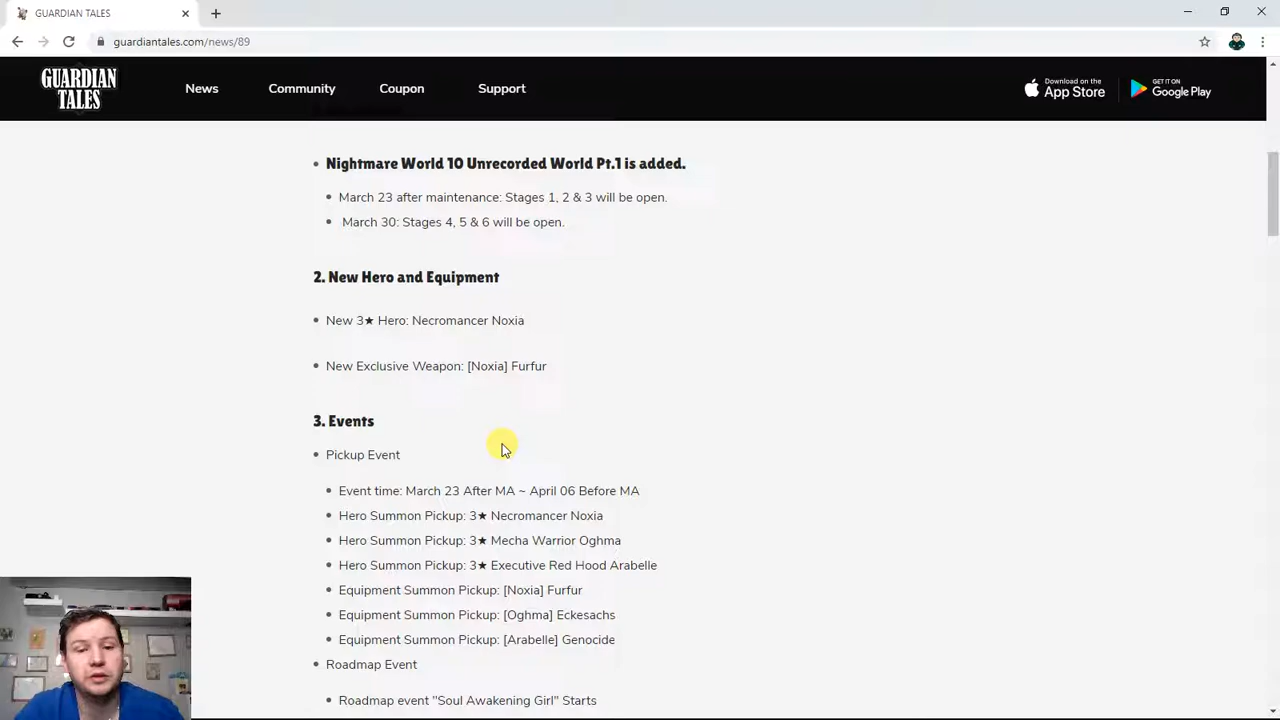 GUARDIAN TALES
guardiantales.com/news/89
GUARDIAN
TALES
News
Community
Coupon
Support
Download on the
App Store
GET IT ON
Google Play
Nightmare World 10 Unrecorded World Pt.1 is added.
March 23 after maintenance: Stages 1, 2 & 3 will be open.
March 30: Stages 4, 5 & 6 will be open.
2. New Hero and Equipment
New 3★ Hero: Necromancer Noxia
New Exclusive Weapon: [Noxia] Furfur
3. Events
Pickup Event
Event time: March 23 After MA ~ April 06 Before MA
Hero Summon Pickup: 3★ Necromancer Noxia
Hero Summon Pickup: 3★ Mecha Warrior Oghma
Hero Summon Pickup: 3★ Executive Red Hood Arabelle
Equipment Summon Pickup: [Noxia] Furfur
Equipment Summon Pickup: [Oghma] Eckesachs
Equipment Summon Pickup: [Arabelle] Genocide
Roadmap Event
Roadmap event "Soul Awakening Girl" Starts